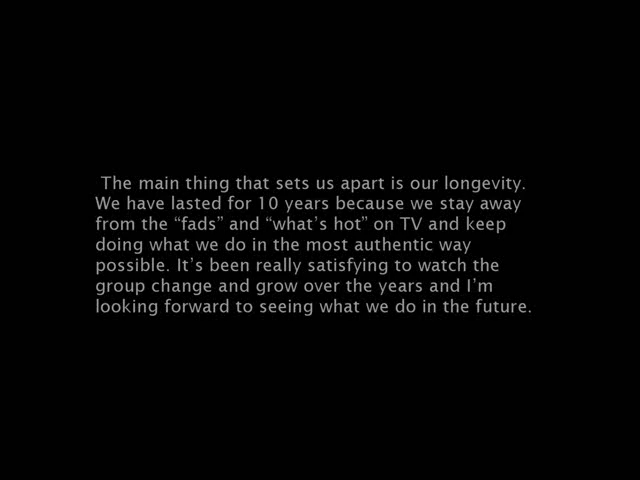 The main thing that sets us apart is our longevity.
We have lasted for 10 years because we stay away
from the “fads” and “what’s hot” on TV and keep
doing what we do in the most authentic way
possible. It’s been really satisfying to watch the
group change and grow over the years and I’m
looking forward to seeing what we do in the future.